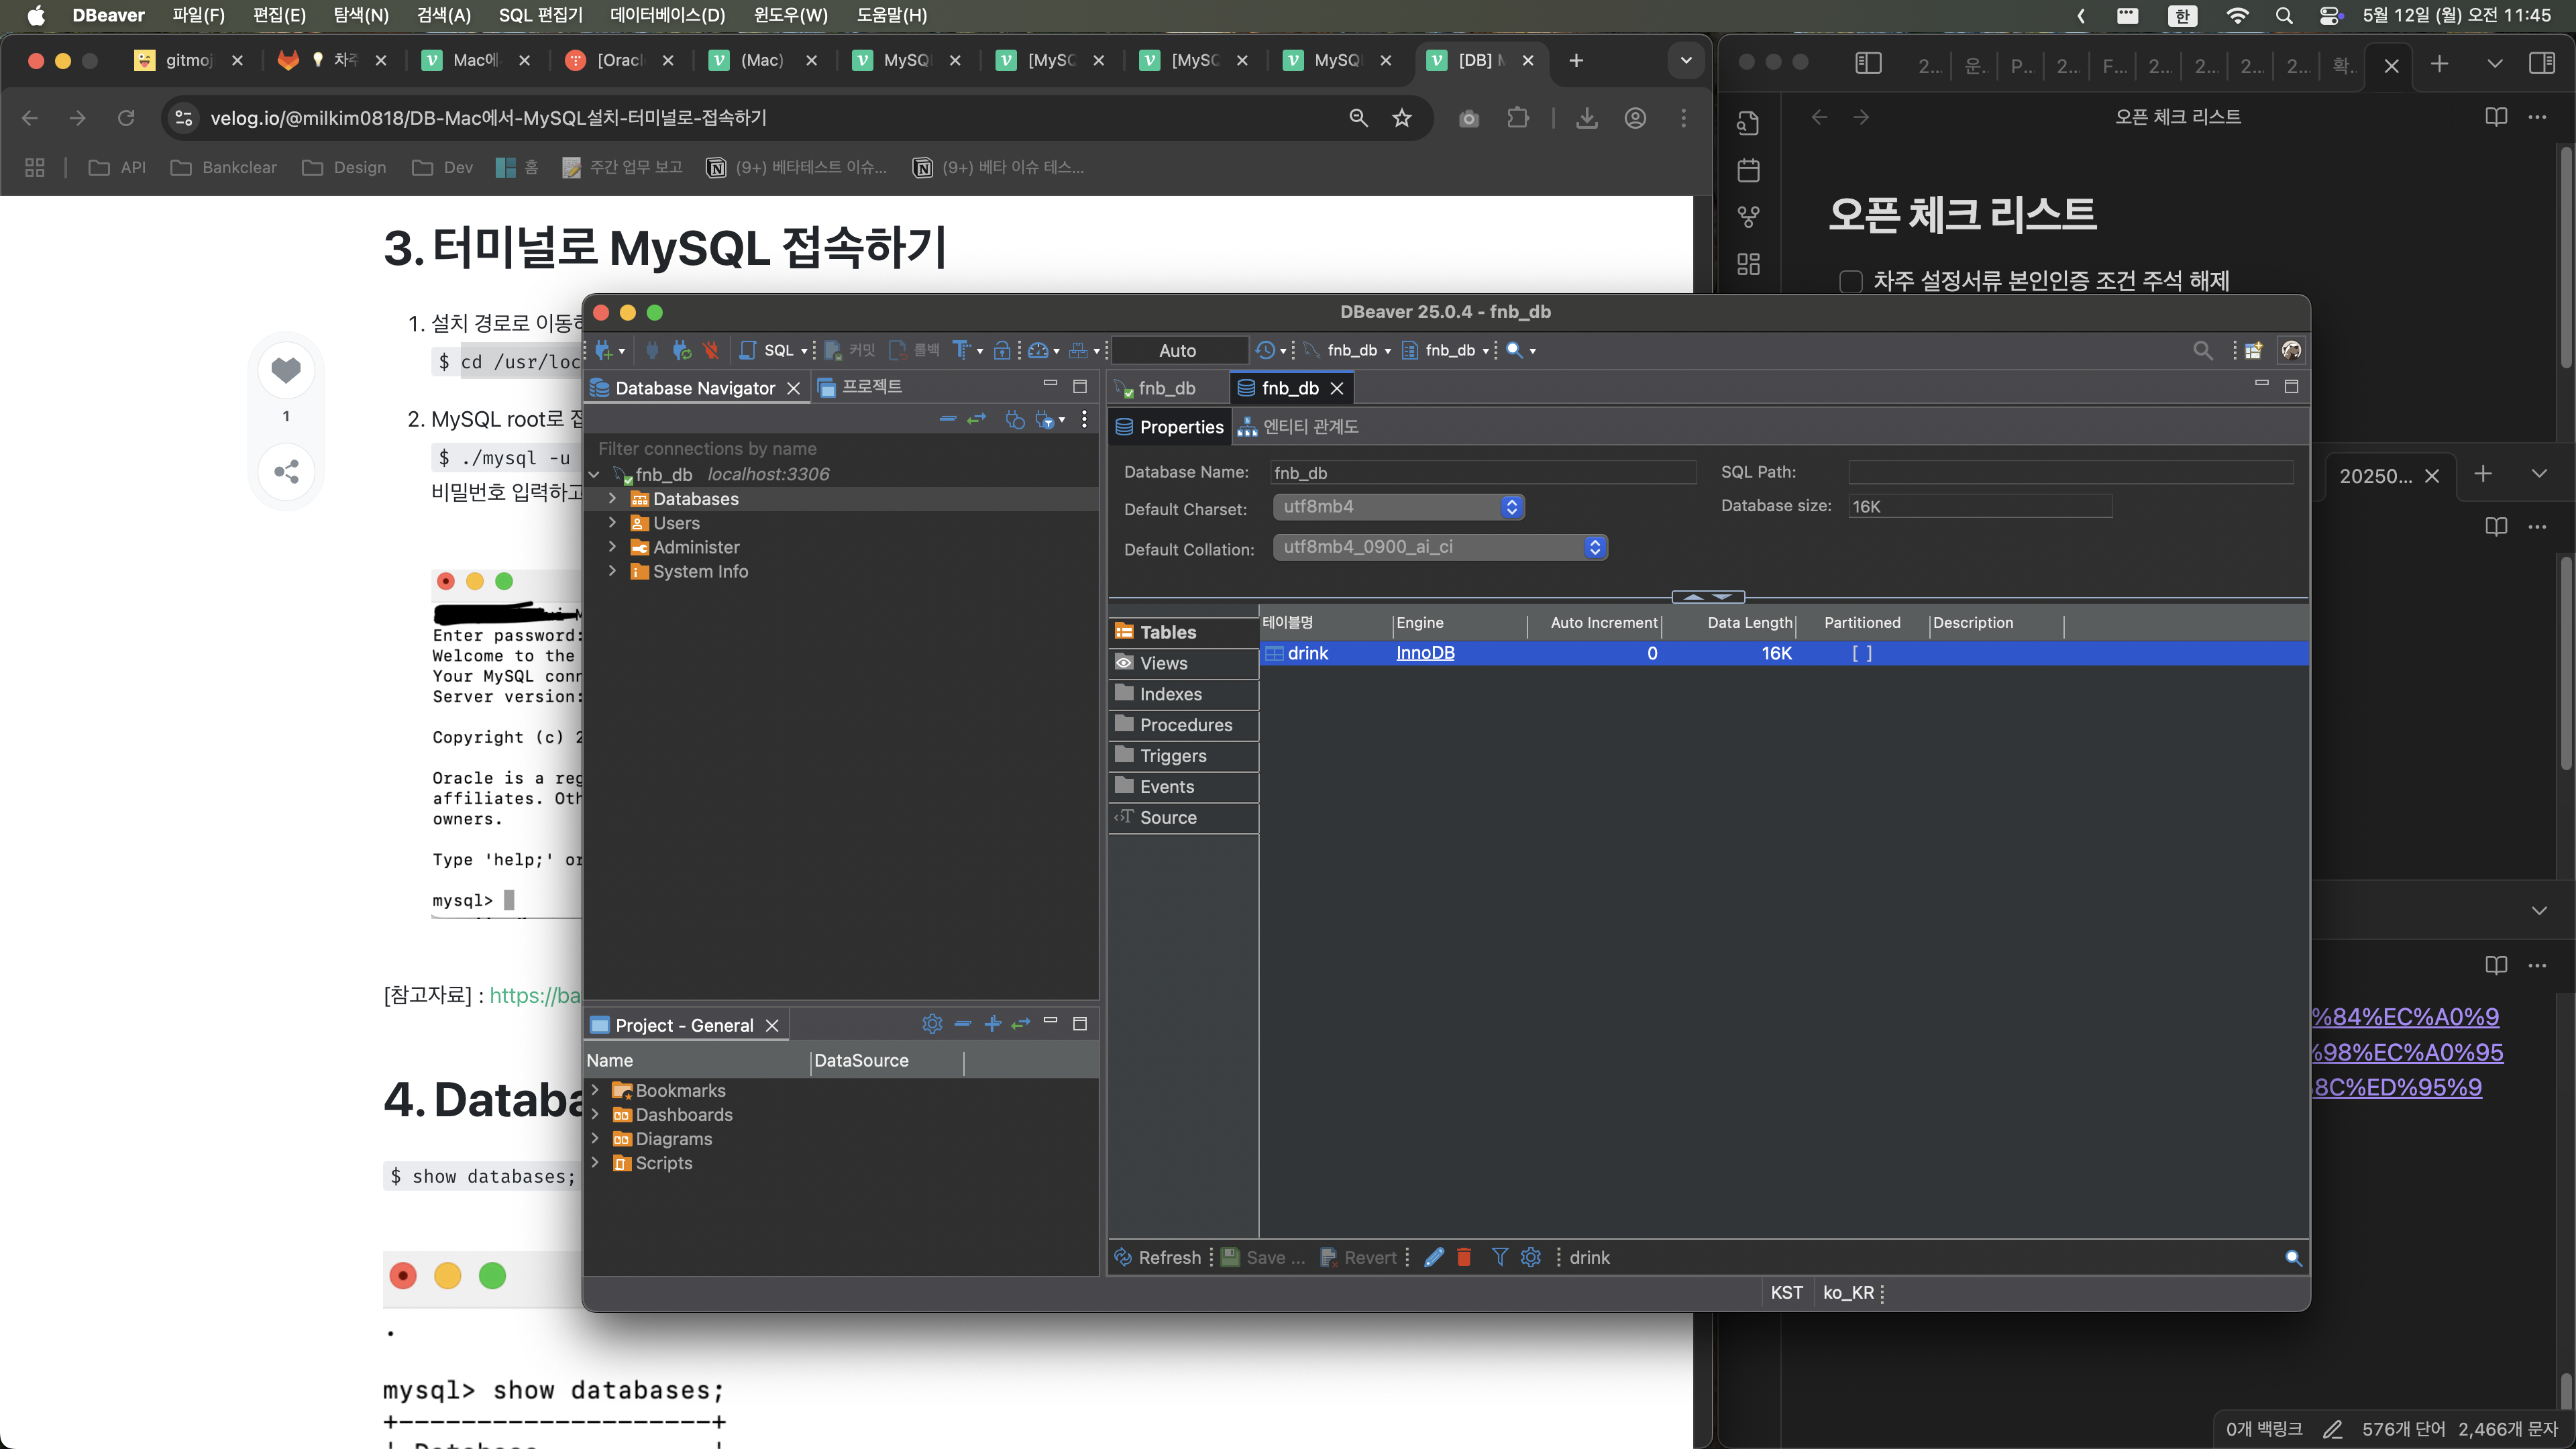 DBeaver 파일(F) 편집(E) 탐색(N) 검색(A) SQL 편집기 데이터베이스(D) 윈도우(W) 도움말(H) 한 5월 12일 (월) 오전 11:45
gitmoj 차주 Mac에 [Oracl (Mac) MySQ [MySQ [MySQ MySQ [DB] M
velog.io/@milkim0818/DB-Mac에서-MySQL설치-터미널로-접속하기
API Bankclear Design Dev 홈 주간 업무 보고 (9+) 베타테스트 이슈... (9+) 베타 이슈 테스...
3. 터미널로 MySQL 접속하기
1. 설치 경로로 이동하
$ cd /usr/loc
1
2. MySQL root로 접
$ ./mysql -u
비밀번호 입력하고
Enter password:
Welcome to the
Your MySQL conn
Server version:
Copyright (c) 2
Oracle is a reg
affiliates. Oth
owners.
Type 'help;' or
mysql>
[참고자료] : https://ba
4. Databa
$ show databases;
mysql> show databases;
+-------------------+
| Database |
DBeaver 25.0.4 - fnb_db
SQL 커밋 롤백 Auto fnb_db fnb_db
Database Navigator 프로젝트
Filter connections by name
fnb_db localhost:3306
Databases
Users
Administer
System Info
Project - General
Name DataSource
Bookmarks
Dashboards
Diagrams
Scripts
fnb_db fnb_db
Properties 엔티티 관계도
Database Name: fnb_db SQL Path:
Default Charset: utf8mb4 Database size: 16K
Default Collation: utf8mb4_0900_ai_ci
Tables
Views
Indexes
Procedures
Triggers
Events
Source
테이블명 Engine Auto Increment Data Length Partitioned Description
drink InnoDB 0 16K [ ]
Refresh Save ... Revert drink
KST ko_KR
2... 운.. P... 2... F... 2... 2... 2... 2... 확..
오픈 체크 리스트
오픈 체크 리스트
차주 설정서류 본인인증 조건 주석 해제
20250...
%84%EC%A0%9
%98%EC%A0%95
8C%ED%95%9
0개 백링크 576개 단어 2,466개 문자